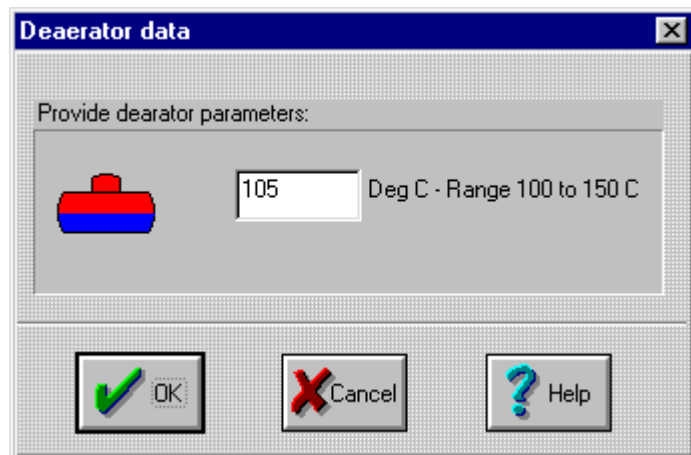 Deaerator data
Provide dearator parameters:
105 Deg C - Range 100 to 150 C
OK Cancel Help